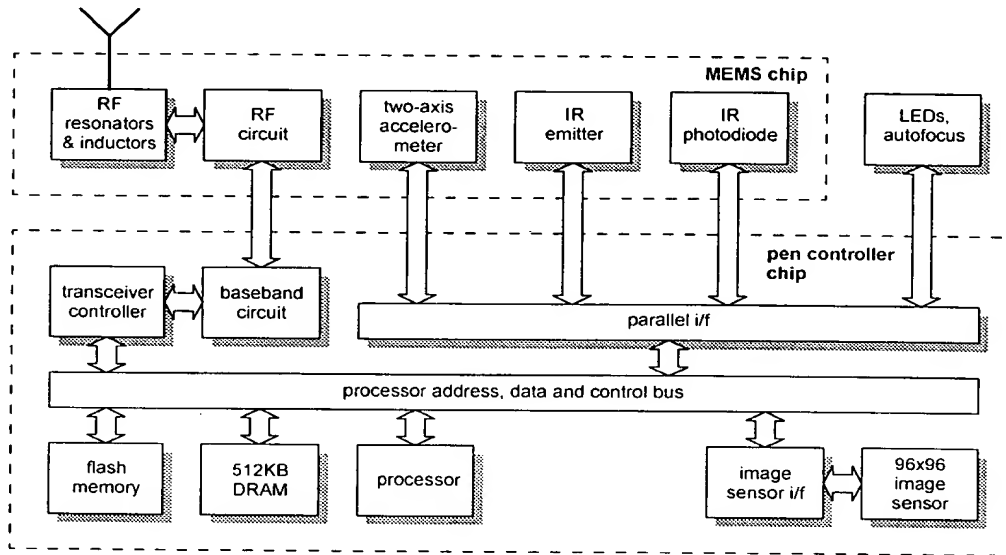 MEMS chip
RF
resonators
& inductors
RF
circuit
two-axis
accelero-
meter
IR
emitter
IR
photodiode
LEDs,
autofocus
pen controller
chip
transceiver
controller
baseband
circuit
parallel i/f
processor address, data and control bus
flash
memory
512KB
DRAM
processor
image
sensor i/f
96x96
image
sensor